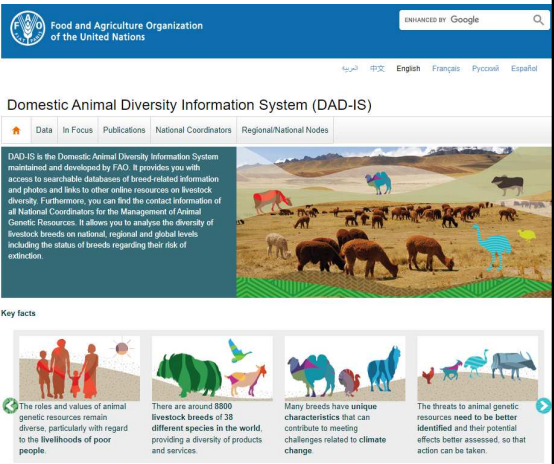 F A O
Food and Agriculture Organization
of the United Nations
ENHANCED BY Google
العربية 中文 English Français Русский Español
Domestic Animal Diversity Information System (DAD-IS)
Data In Focus Publications National Coordinators Regional/National Nodes
DAD-IS is the Domestic Animal Diversity Information System
maintained and developed by FAO. It provides you with
access to searchable databases of breed-related information
and photos and links to other online resources on livestock
diversity. Furthermore, you can find the contact information of
all National Coordinators for the Management of Animal
Genetic Resources. It allows you to analyse the diversity of
livestock breeds on national, regional and global levels
including the status of breeds regarding their risk of
extinction.
Key facts
The roles and values of animal
genetic resources remain
diverse, particularly with regard
to the livelihoods of poor
people.
There are around 8800
livestock breeds of 38
different species in the world,
providing a diversity of products
and services.
Many breeds have unique
characteristics that can
contribute to meeting
challenges related to climate
change.
The threats to animal genetic
resources need to be better
identified and their potential
effects better assessed, so that
action can be taken.